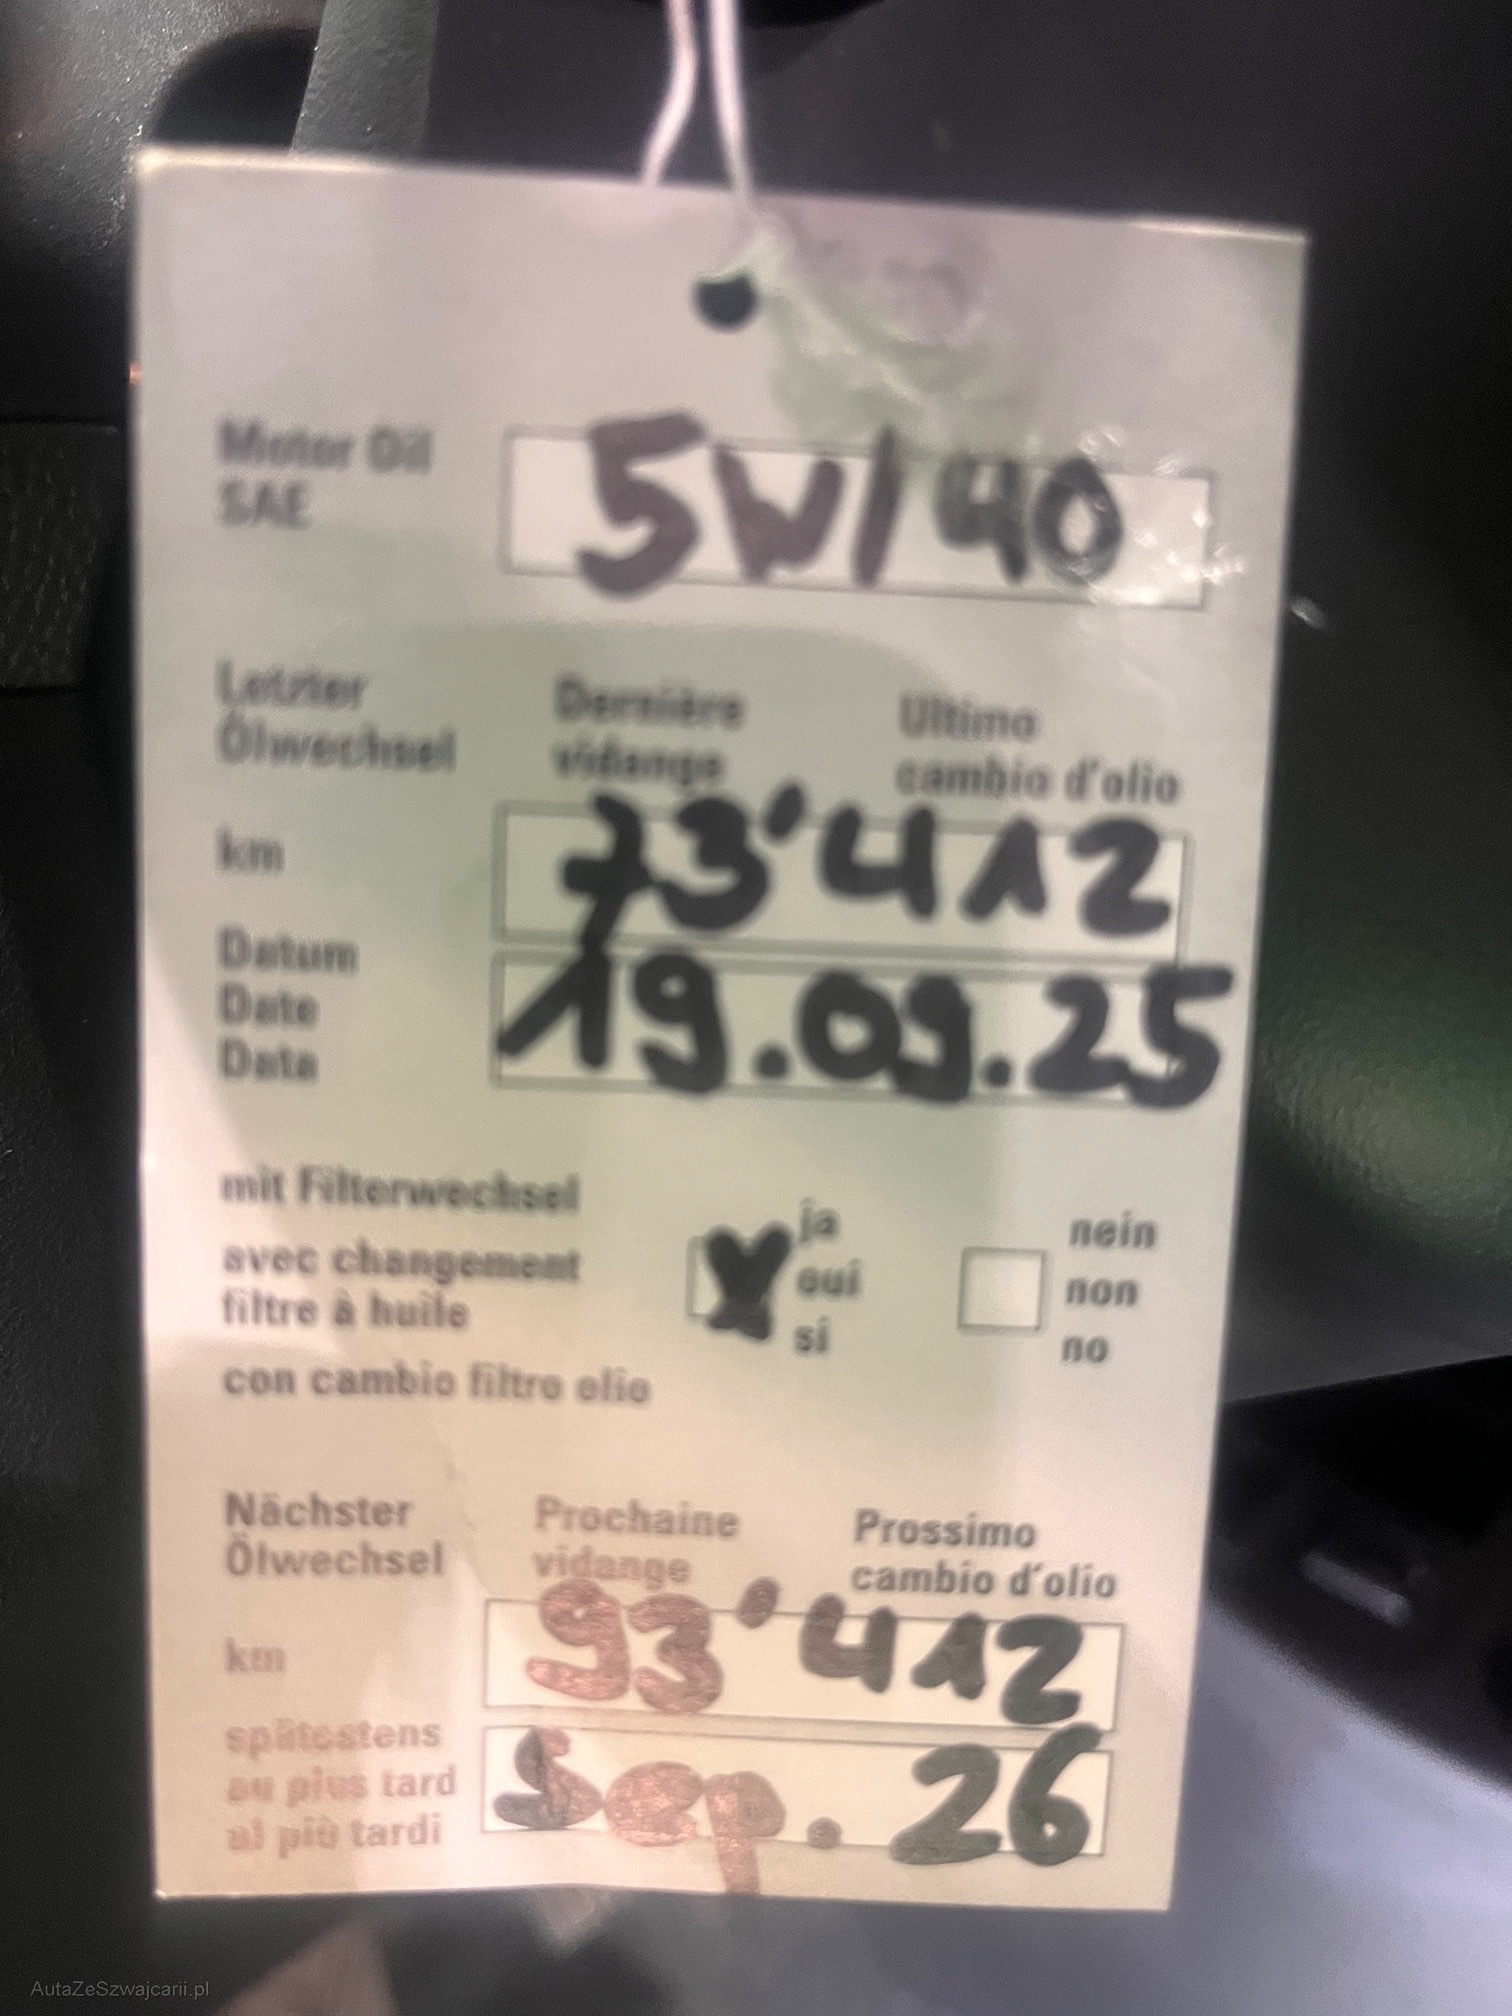 Motor Oil
SAE
5W/40
Letzter Dernière Ultimo
Ölwechsel vidange cambio d'olio
km 73'412
Datum
Date
Data
19.09.25
mit Filterwechsel
avec changement
filtre à huile
con cambio filtro olio
X ja
oui
si
nein
non
no
Nächster Prochaine Prossimo
Ölwechsel vidange cambio d'olio
km 93'412
spätestens
au plus tard
al più tardi
Sep. 26
AutaZeSzwajcarii.pl